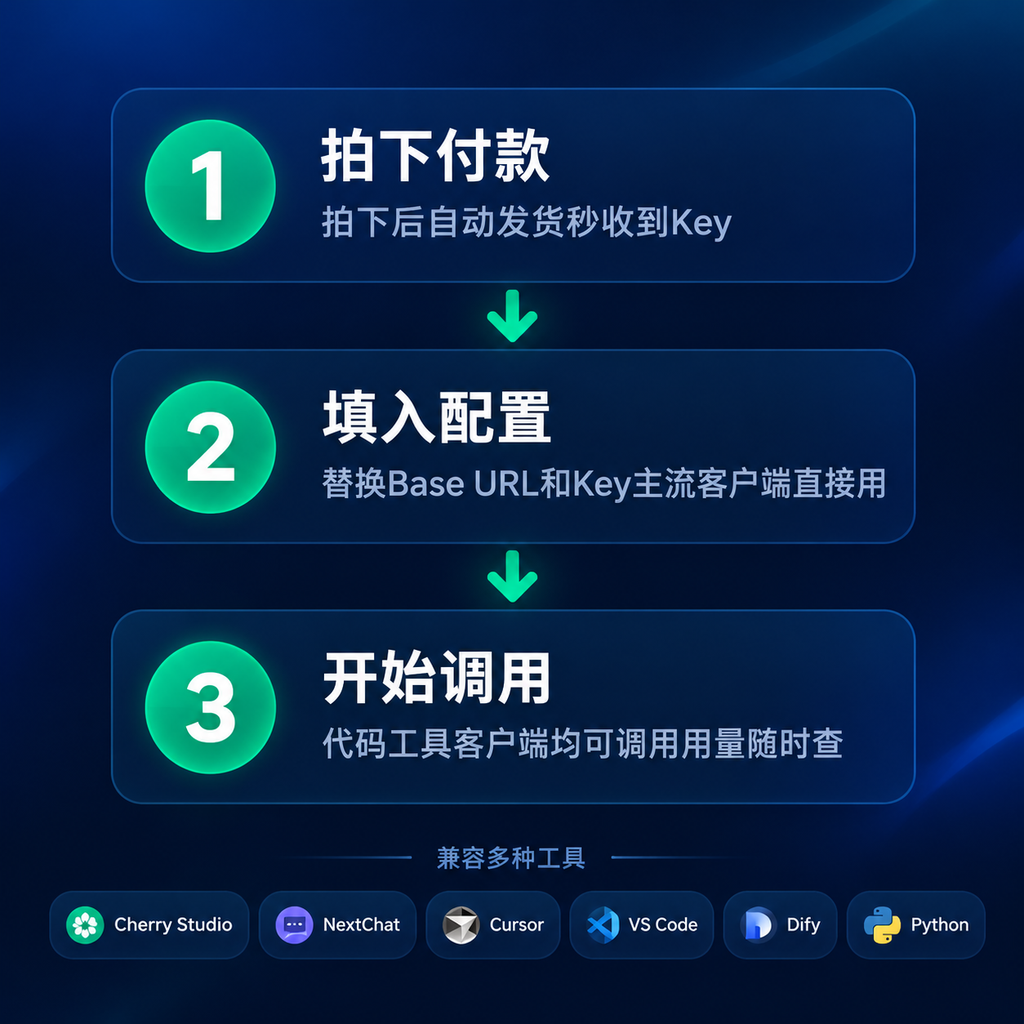 1
拍下付款
拍下后自动发货秒收到Key
2
填入配置
替换Base URL和Key主流客户端直接用
3
开始调用
代码工具客户端均可调用用量随时查
兼容多种工具
Cherry Studio
NextChat
Cursor
VS Code
Dify
Python